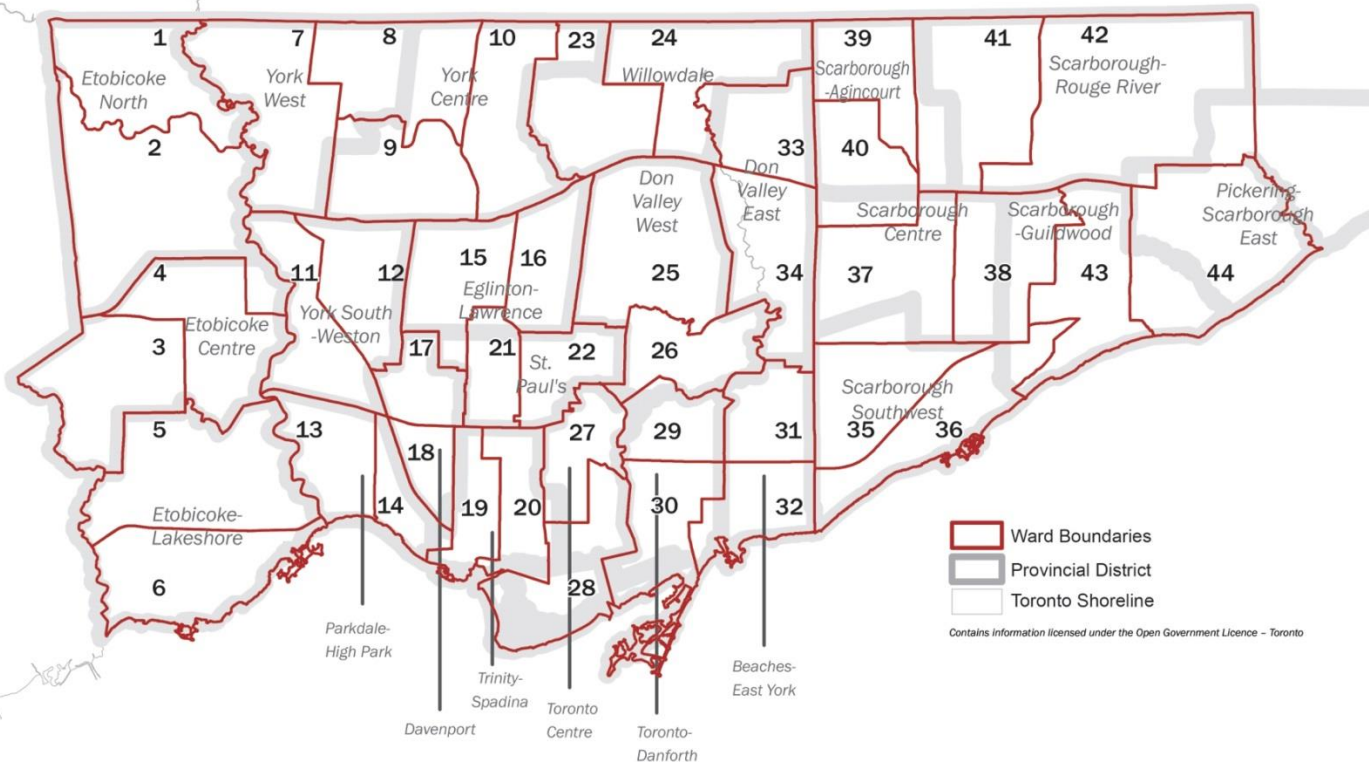 1
7
8
10
23
24
39
41
42
Etobicoke
North
York
West
York
Centre
Willowdale
Scarborough
-Agincourt
Scarborough-
Rouge River
2
9
33
40
Don
Valley
West
Don
Valley
East
Scarborough
Centre
Scarborough
-Guildwood
Pickering-
Scarborough
East
4
11
12
15
16
25
34
37
38
43
44
Etobicoke
Centre
York South
-Weston
Eglinton-
Lawrence
3
17
21
22
26
St.
Paul's
Scarborough
Southwest
5
13
18
27
29
31
35
36
14
19
20
30
32
Etobicoke-
Lakeshore
6
28
Parkdale-
High Park
Davenport
Trinity-
Spadina
Toronto
Centre
Toronto-
Danforth
Beaches-
East York
Ward Boundaries
Provincial District
Toronto Shoreline
Contains information licensed under the Open Government Licence – Toronto